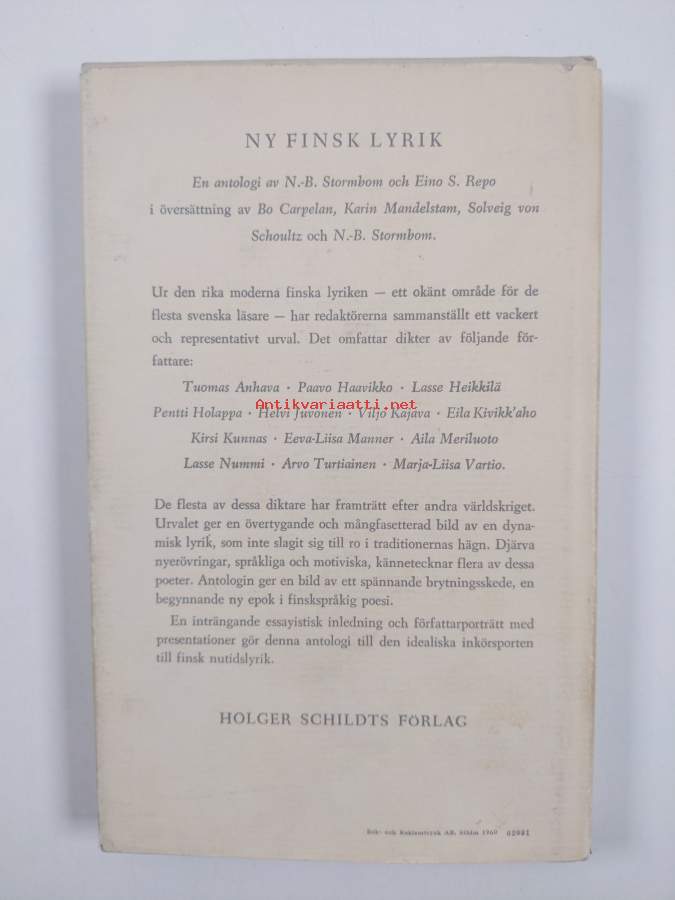 NY FINSK LYRIK
En antologi av N.-B. Stormbom och Eino S. Repo
i översättning av Bo Carpelan, Karin Mandelstam, Solveig von
Schoultz och N.-B. Stormbom.
Ur den rika moderna finska lyriken — ett okänt område för de
flesta svenska läsare — har redaktörerna sammanställt ett vackert
och representativt urval. Det omfattar dikter av följande för-
fattare:
Tuomas Anhava · Paavo Haavikko · Lasse Heikkilä
Antikvariaatti.net
Pentti Holappa · Helvi Juvonen · Viljo Kajava · Eila Kivikk'aho
Kirsi Kunnas · Eeva-Liisa Manner · Aila Meriluoto
Lasse Nummi · Arvo Turtiainen · Marja-Liisa Vartio.
De flesta av dessa diktare har framträtt efter andra världskriget.
Urvalet ger en övertygande och mångfasetterad bild av en dyna-
misk lyrik, som inte slagit sig till ro i traditionernas hägn. Djärva
nyerövringar, språkliga och motiviska, kännetecknar flera av dessa
poeter. Antologin ger en bild av ett spännande brytningsskede, en
begynnande ny epok i finskspråkig poesi.
En inträngande essayistisk inledning och författarporträtt med
presentationer gör denna antologi till den idealiska inkörsporten
till finsk nutidslyrik.
HOLGER SCHILDTS FÖRLAG
Bok- och Reklamtryck AB, Sthlm 1960 02981